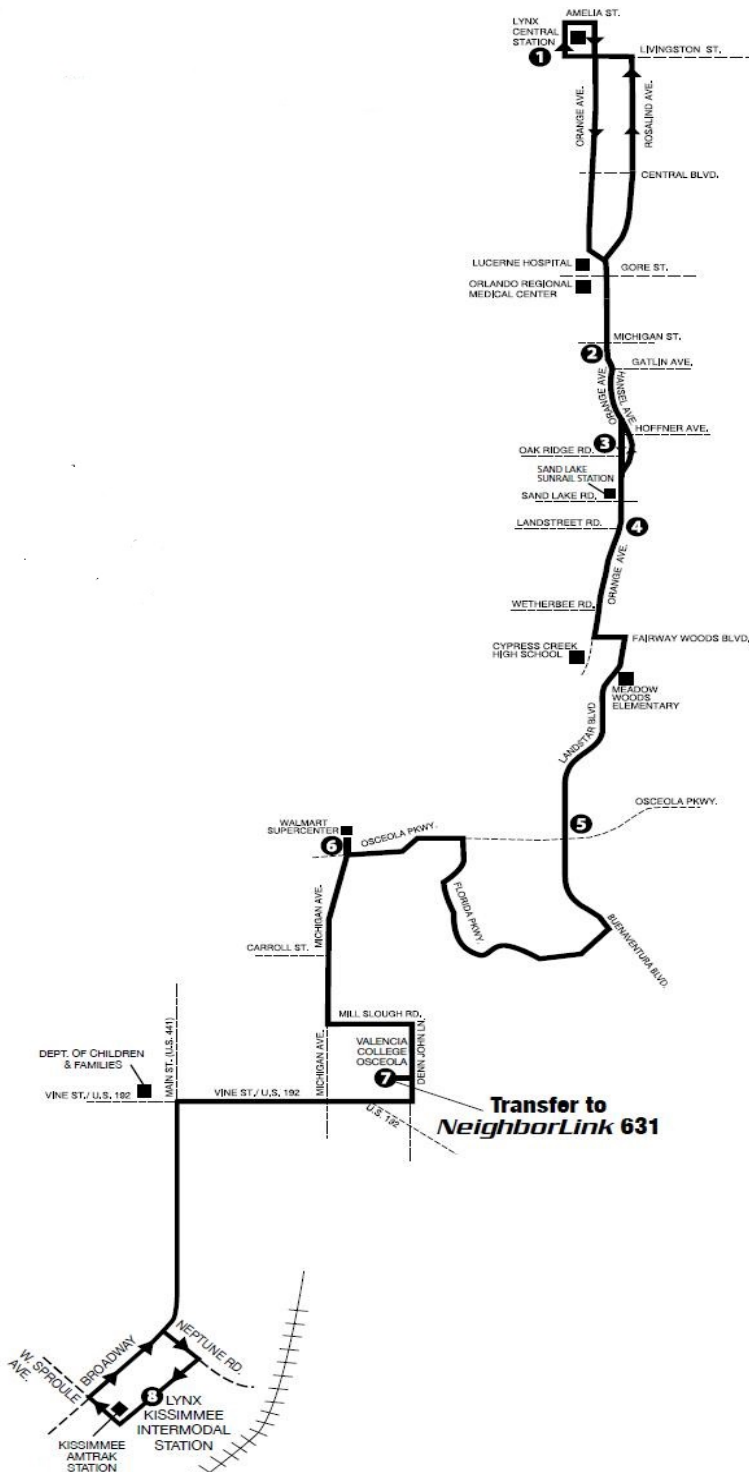 AMELIA ST.
LYNX
CENTRAL
STATION
1
LIVINGSTON ST.
ORANGE AVE.
ROSALIND AVE.
CENTRAL BLVD.
LUCERNE HOSPITAL
GORE ST.
ORLANDO REGIONAL
MEDICAL CENTER
MICHIGAN ST.
2
GATLIN AVE.
ORANGE AVE.
HANSEL AVE.
HOFFNER AVE.
3
OAK RIDGE RD.
SAND LAKE
SUNRAIL STATION
SAND LAKE RD.
LANDSTREET RD.
4
ORANGE AVE.
WETHERBEE RD.
FAIRWAY WOODS BLVD.
CYPRESS CREEK
HIGH SCHOOL
MEADOW
WOODS
ELEMENTARY
LANDSTAR BLVD
OSCEOLA PKWY.
5
WALMART
SUPERCENTER
6
OSCEOLA PKWY.
FLORIDA PKWY.
BUENAVENTURA BLVD.
MICHIGAN AVE.
CARROLL ST.
MILL SLOUGH RD.
MAIN ST. (U.S. 441)
MICHIGAN AVE.
VALENCIA
COLLEGE
OSCEOLA
DENN JOHN LN.
7
DEPT. OF CHILDREN
& FAMILIES
VINE ST./ U.S. 192
VINE ST./ U.S. 192
U.S. 192
Transfer to
NeighborLink 631
BROADWAY
NEPTUNE RD.
W. SPROULE
AVE.
8
LYNX
KISSIMMEE
INTERMODAL
STATION
KISSIMMEE
AMTRAK
STATION